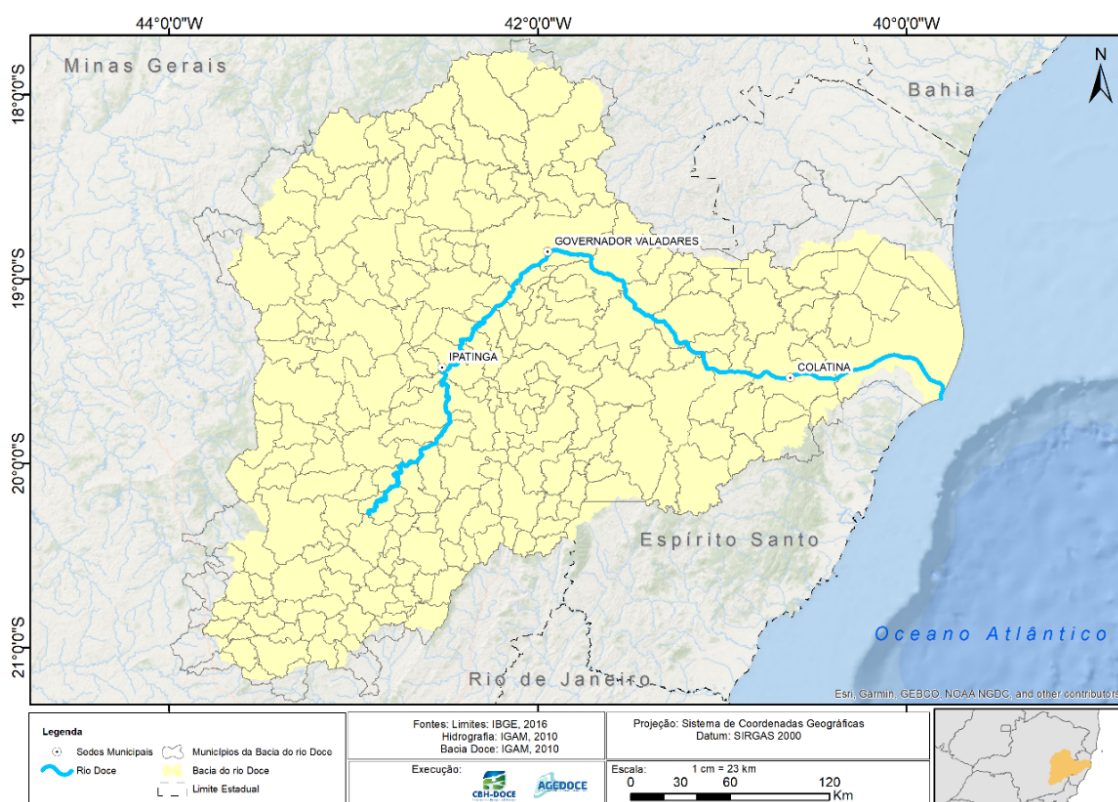 44°0'0"W
42°0'0"W
40°0'0"W
Minas Gerais
Bahia
N
18°0'0"S
GOVERNADOR VALADARES
19°0'0"S
IPATINGA
COLATINA
20°0'0"S
Espírito Santo
Oceano Atlântico
21°0'0"S
Rio de Janeiro
Esri, Garmin, GEBCO, NOAA NGDC, and other contributors
Legenda
Sodos Municipais
Municípios da Bacia do rio Doco
Rio Doce
Bacia do rio Doce
Limite Estadual
Fontes: Limites: IBGE, 2016
Hidrografia: IGAM, 2010
Bacia Doce: IGAM, 2010
Execução:
CBH-DOCE
AGEDOCE
Projeção: Sistema de Coordenadas Geográficas
Datum: SIRGAS 2000
Escala:
1 cm = 23 km
0 30 60 120
Km